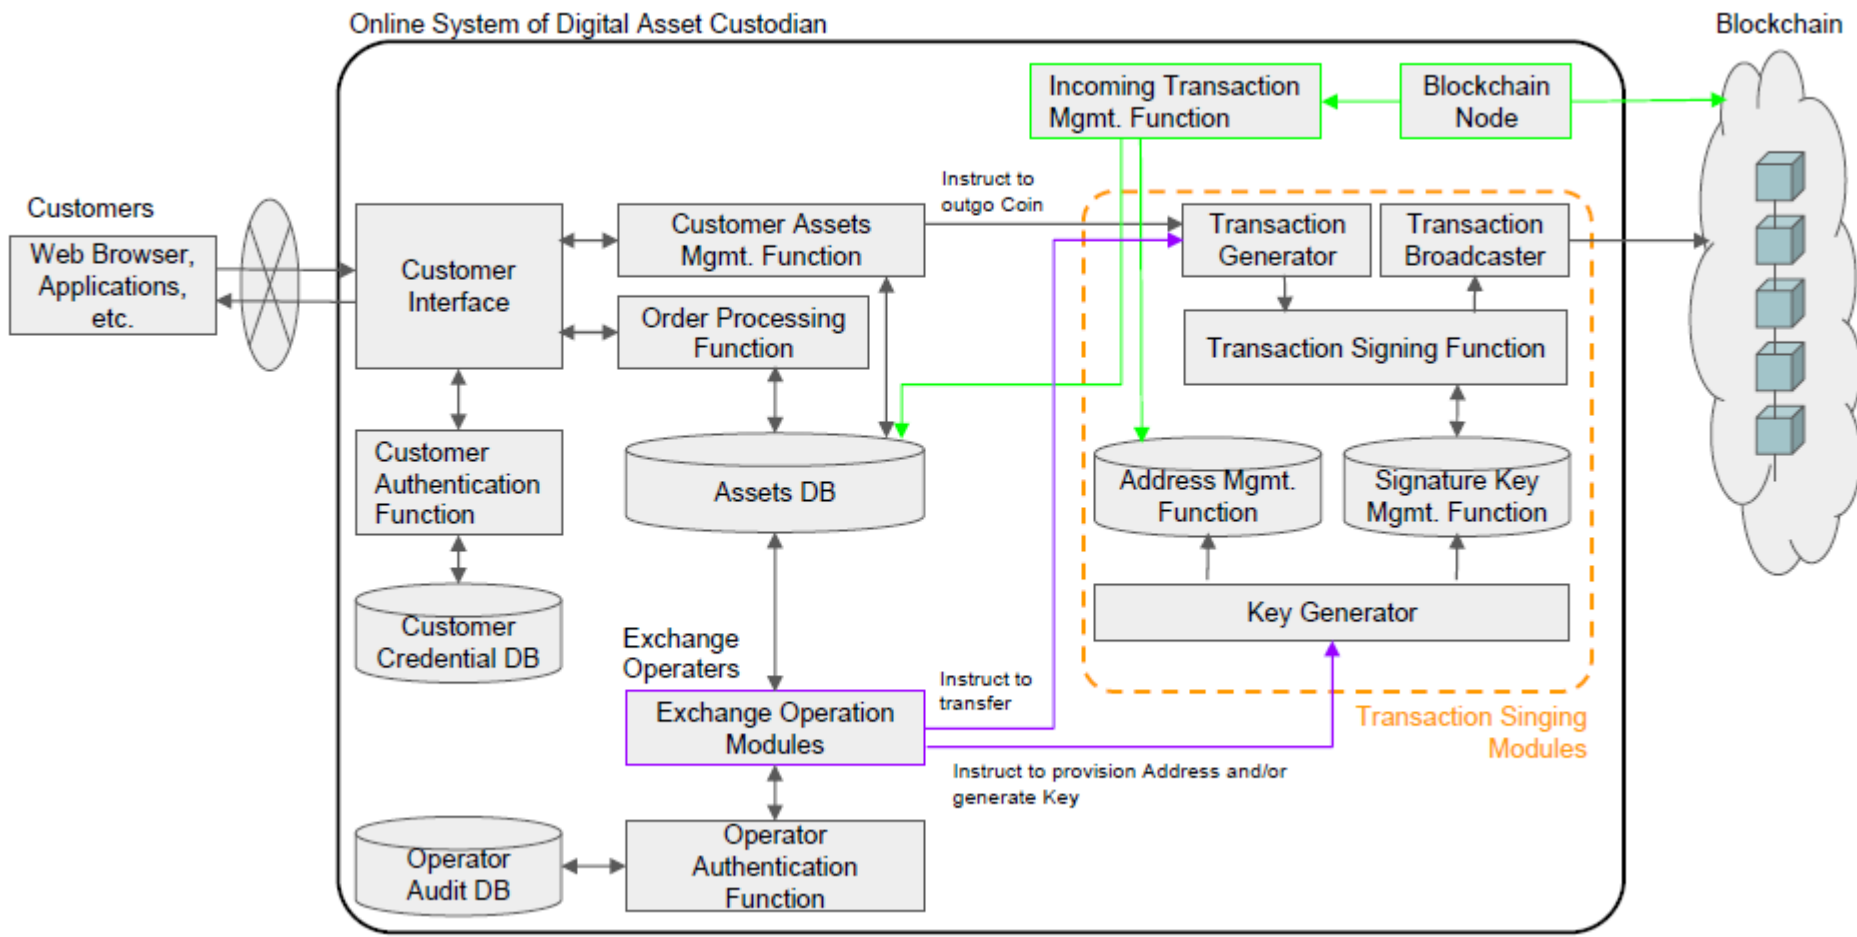 Online System of Digital Asset Custodian
Blockchain
Incoming Transaction
Mgmt. Function
Blockchain
Node
Customers
Web Browser,
Applications,
etc.
Customer
Interface
Customer Assets
Mgmt. Function
Instruct to
outgo Coin
Transaction
Generator
Transaction
Broadcaster
Order Processing
Function
Transaction Signing Function
Customer
Authentication
Function
Assets DB
Address Mgmt.
Function
Signature Key
Mgmt. Function
Customer
Credential DB
Key Generator
Exchange
Operaters
Exchange Operation
Modules
Instruct to
transfer
Transaction Singing
Modules
Instruct to provision Address and/or
generate Key
Operator
Audit DB
Operator
Authentication
Function